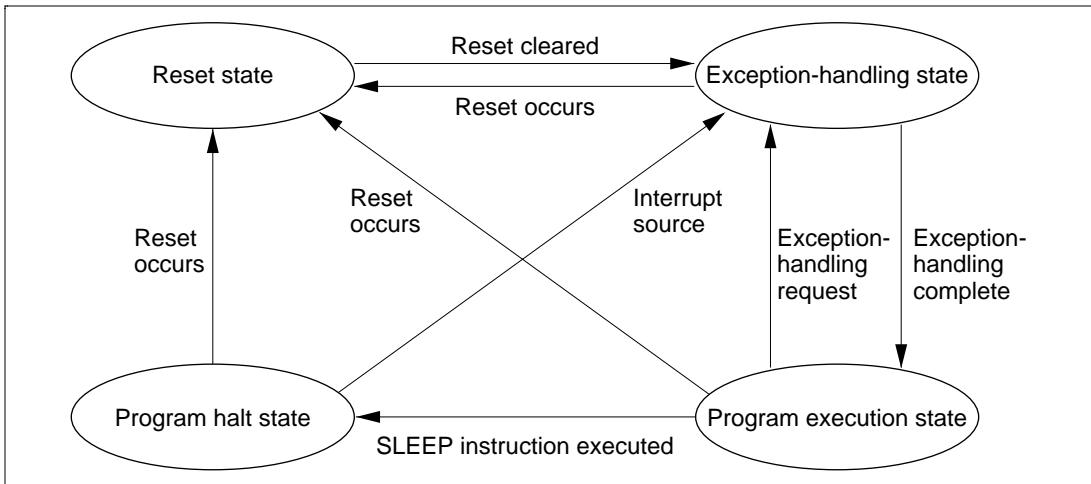 Reset cleared
Reset state
Exception-handling state
Reset occurs
Reset
occurs
Interrupt
source
Reset
occurs
Exception-
handling
request
Exception-
handling
complete
Program halt state
Program execution state
SLEEP instruction executed